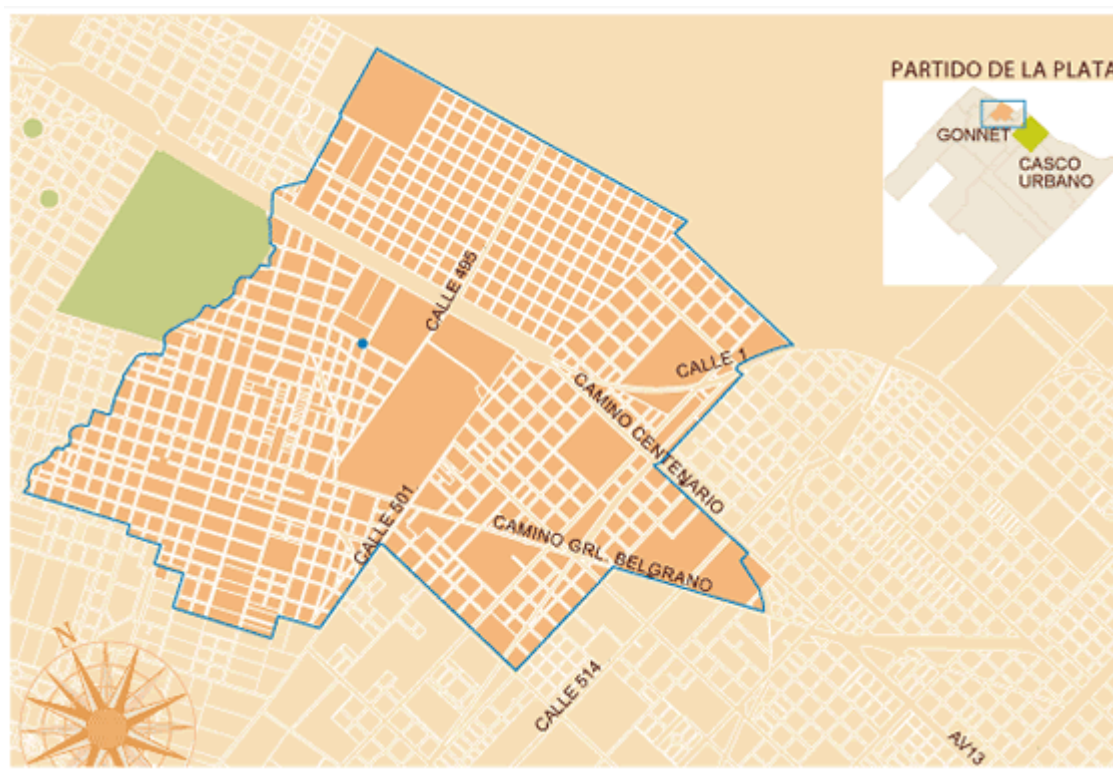 PARTIDO DE LA PLATA
GONNET
CASCO
URBANO
CALLE 495
CALLE 1
CAMINO CENTENARIO
CALLE 501
CAMINO GRL. BELGRANO
CALLE 514
AV13
N